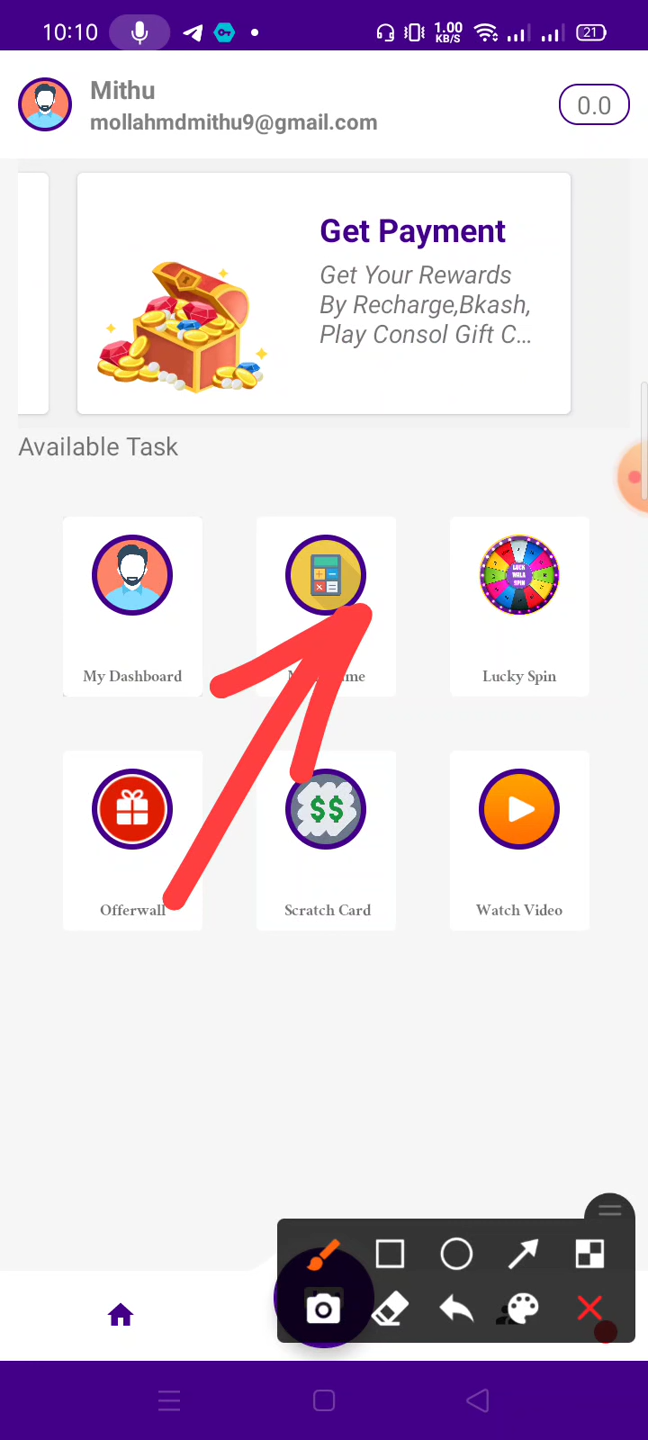 10:10
1.00
KB/S
21
Mithu
mollahmdmithu9@gmail.com
0.0
Get Payment
Get Your Rewards
By Recharge,Bkash,
Play Consol Gift C...
Available Task
My Dashboard
Lucky Spin
Offerwall
Scratch Card
Watch Video